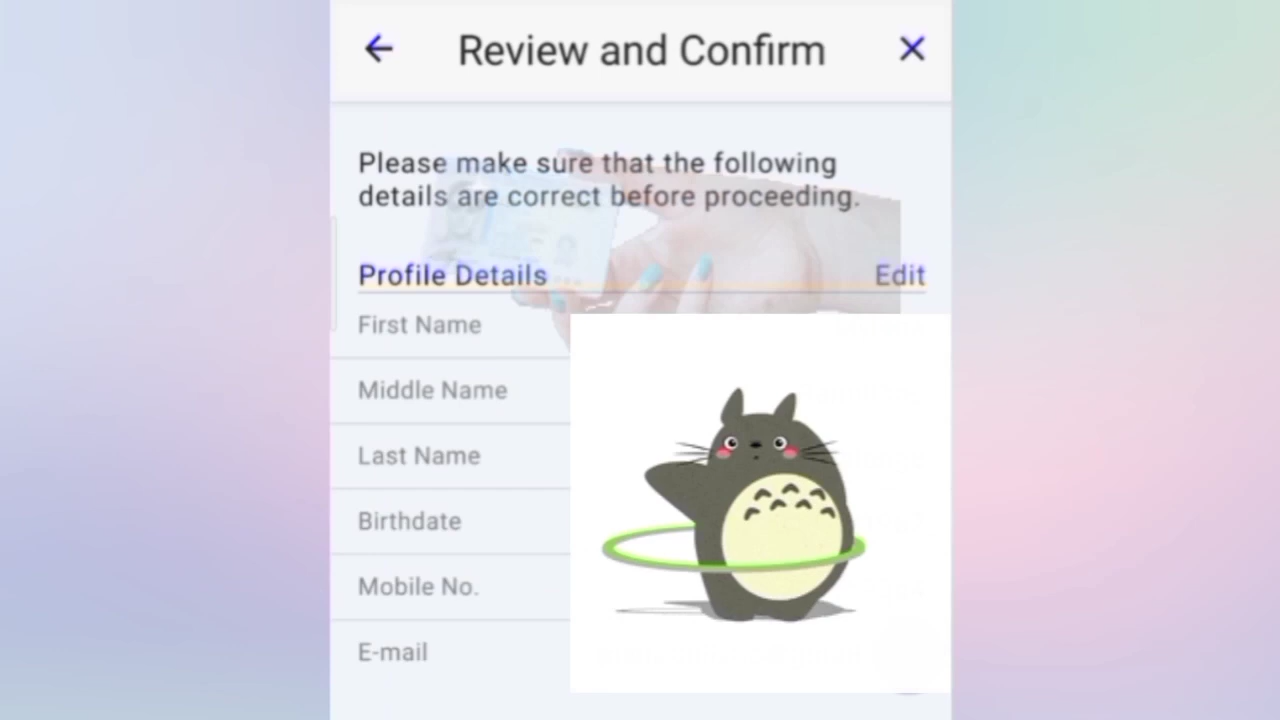 Review and Confirm
Please make sure that the following
details are correct before proceeding.
Profile Details Edit
First Name
Middle Name
Last Name
Birthdate
Mobile No.
E-mail